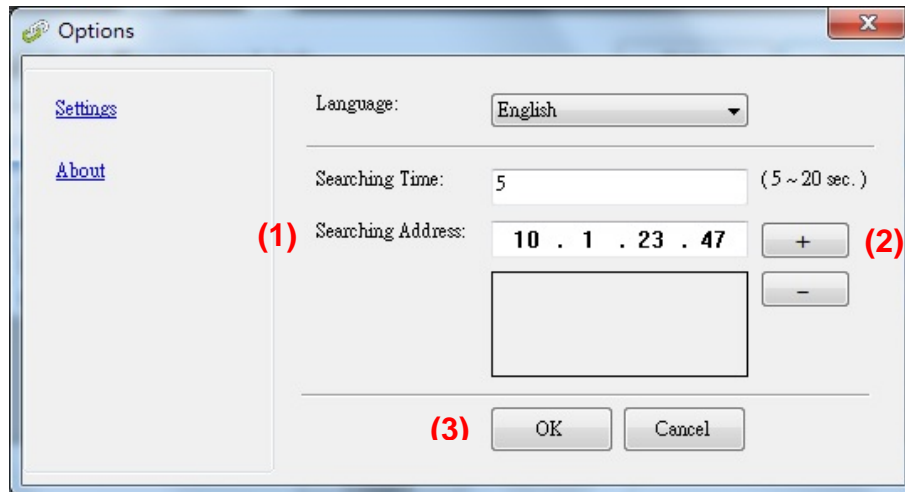 Options
x
Settings
About
Language:
English
Searching Time:
5
( 5 ~ 20 sec. )
(1)
Searching Address:
10 . 1 . 23 . 47
+
(2)
–
(3)
OK
Cancel